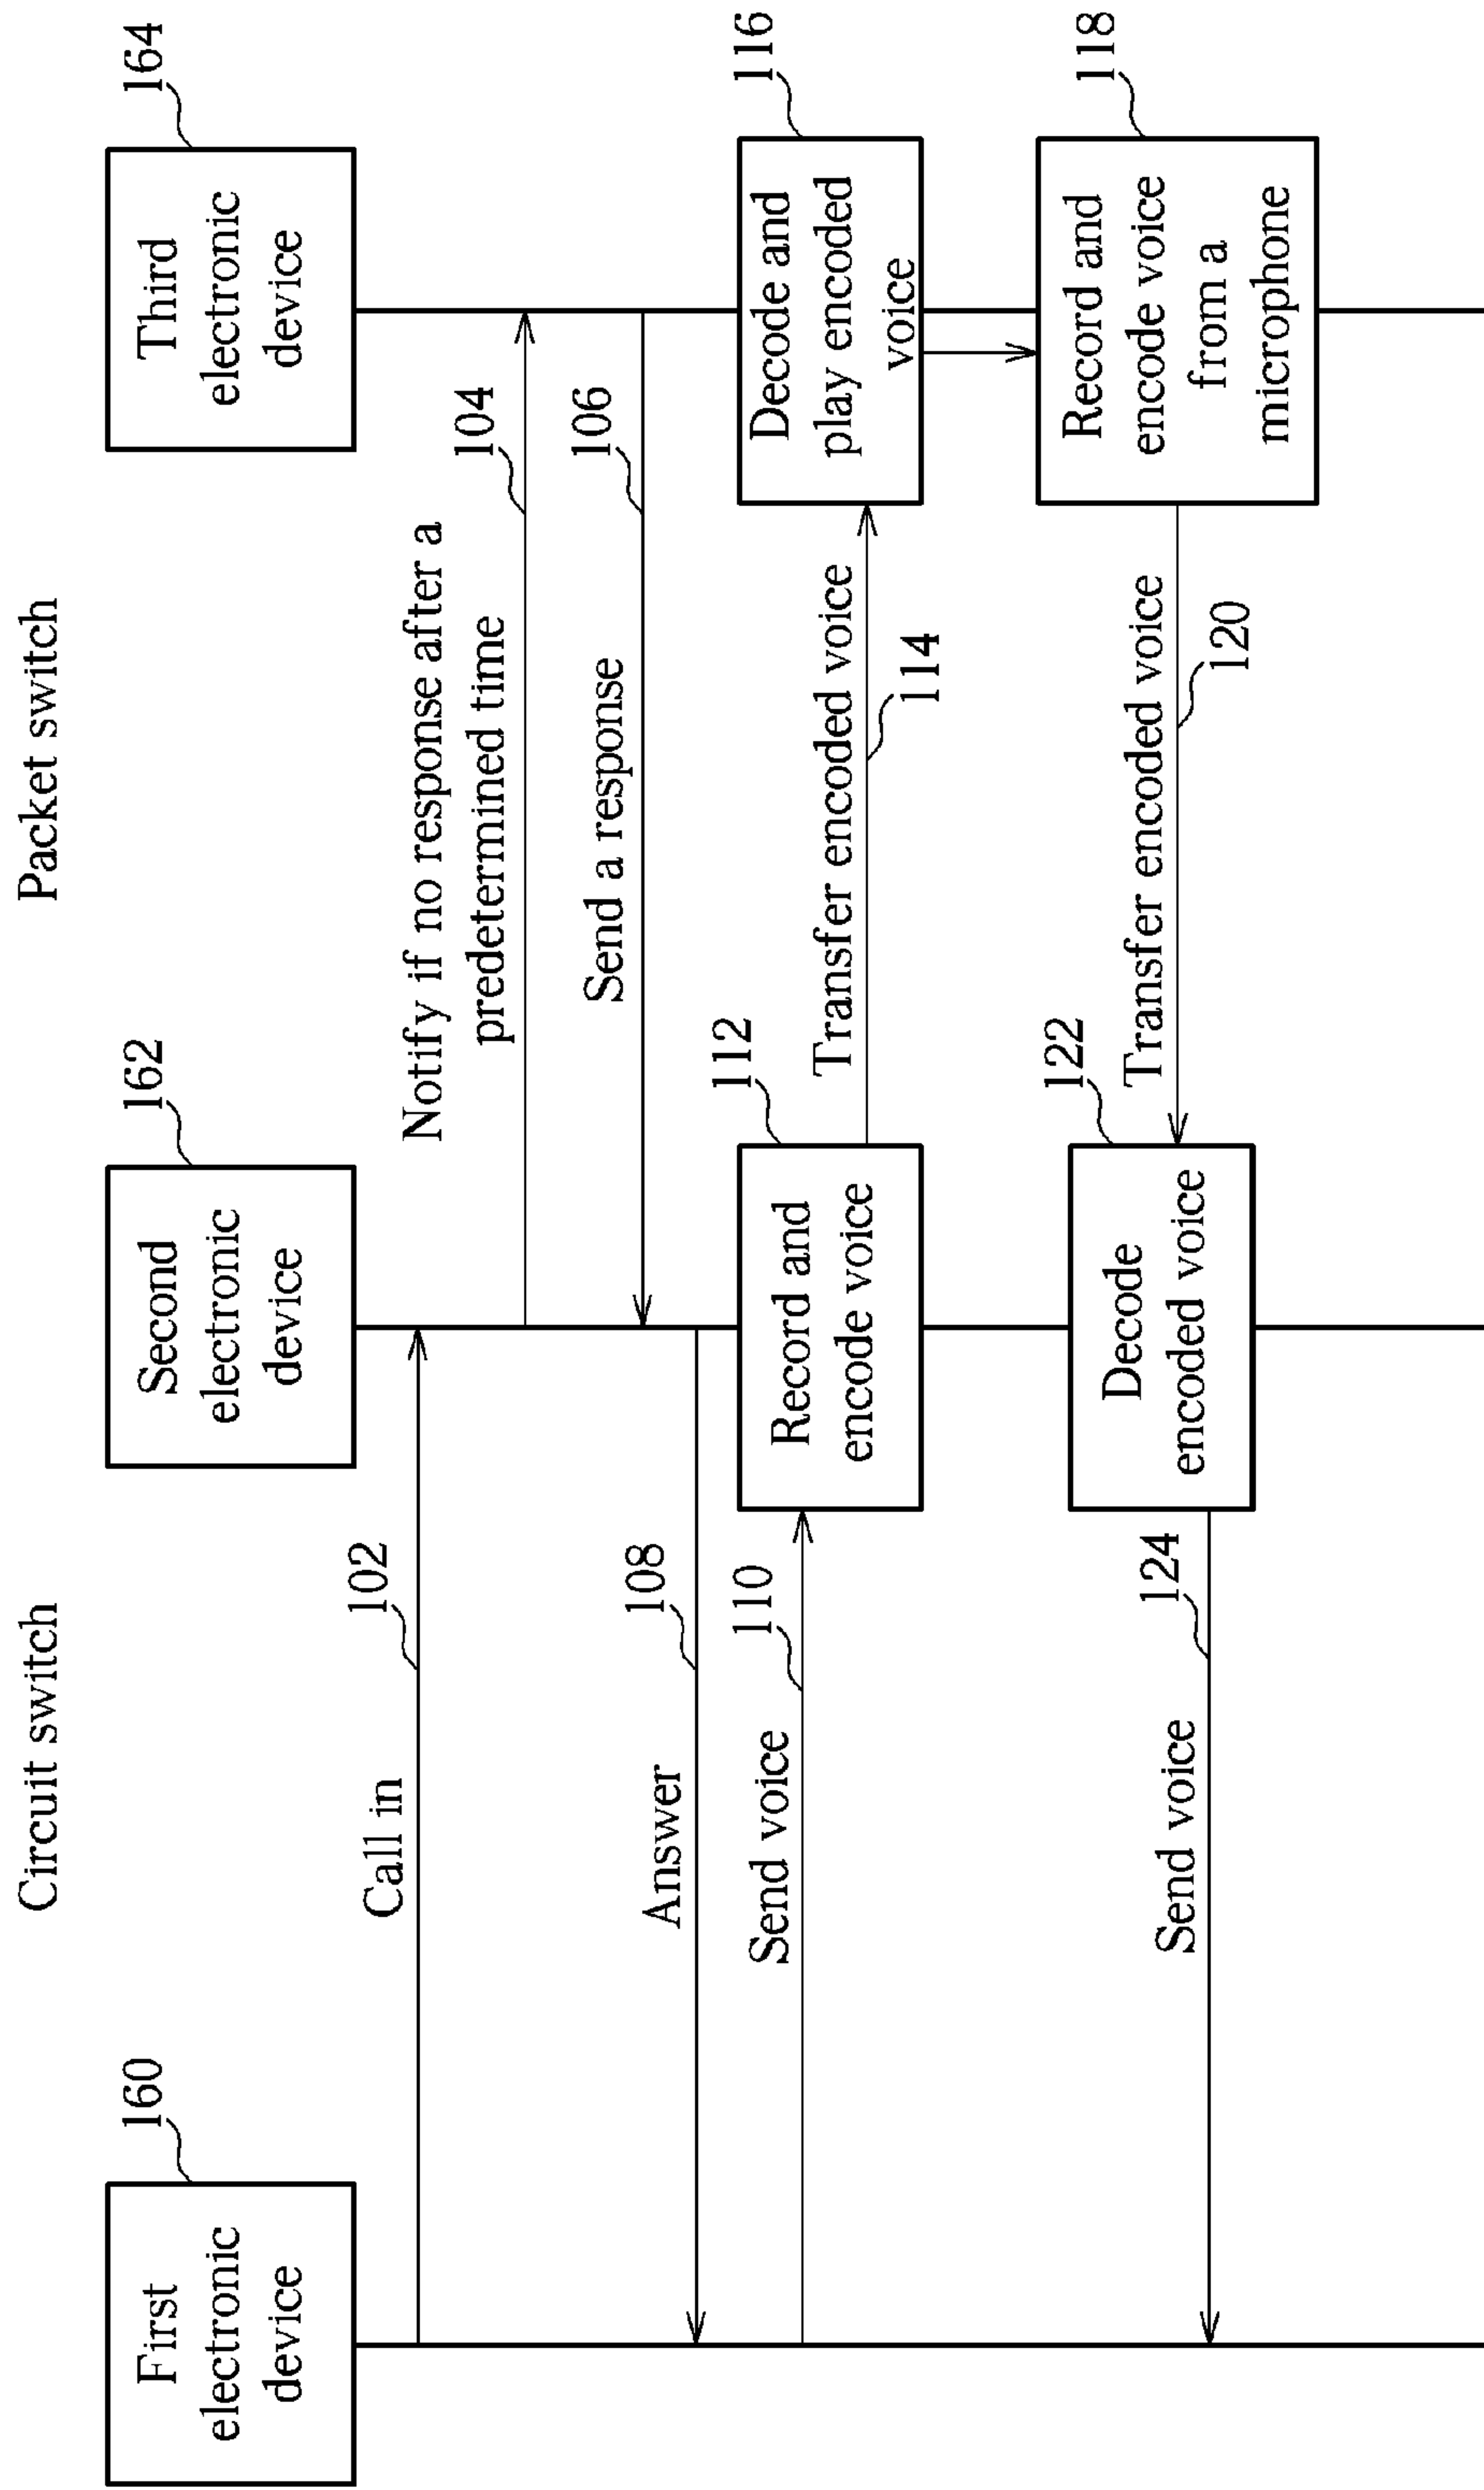 Circuit switch
Packet switch
160
162
164
First
electronic
device
Second
electronic
device
Third
electronic
device
Call in
102
Notify if no response after a
predetermined time
104
Send a response
106
Answer
108
Send voice
110
112
Record and
encode voice
Transfer encoded voice
114
116
Decode and
play encoded
voice
118
Record and
encode voice
from a
microphone
Transfer encoded voice
120
122
Decode
encoded voice
Send voice
124